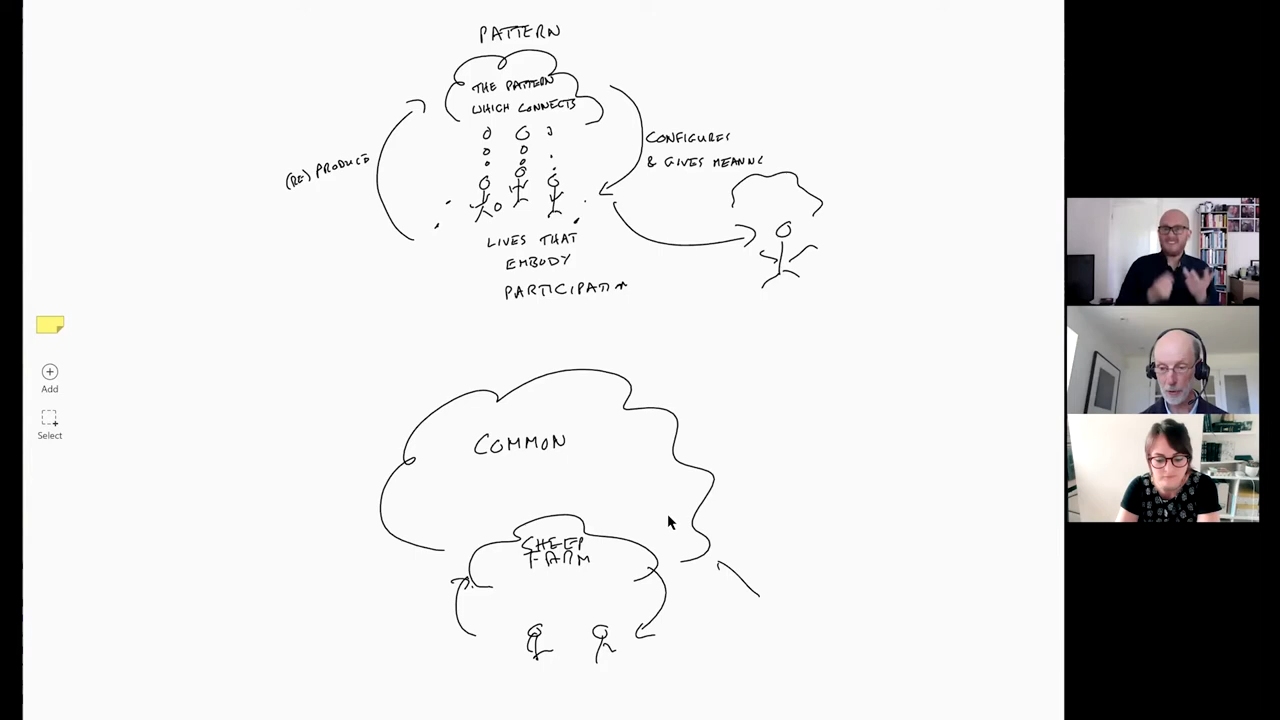 PATTERN
THE PATTERN
WHICH CONNECTS
(RE) PRODUCE
CONFIGURES
& GIVES MEANING
LIVES THAT
EMBODY
PARTICIPATION
COMMON
SHEEP
FARM
Add
Select